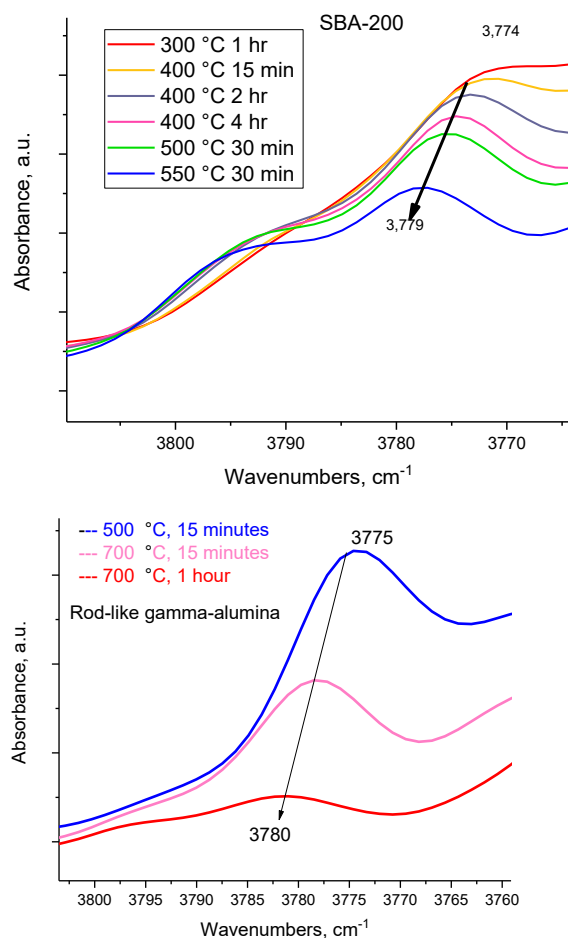 SBA-200
3,774
300 °C 1 hr
400 °C 15 min
400 °C 2 hr
400 °C 4 hr
500 °C 30 min
550 °C 30 min
3,779
Absorbance, a.u.
3800 3790 3780 3770
Wavenumbers, cm⁻¹
--- 500 °C, 15 minutes
--- 700 °C, 15 minutes
--- 700 °C, 1 hour
3775
Rod-like gamma-alumina
3780
Absorbance, a.u.
3800 3795 3790 3785 3780 3775 3770 3765 3760
Wavenumbers, cm⁻¹